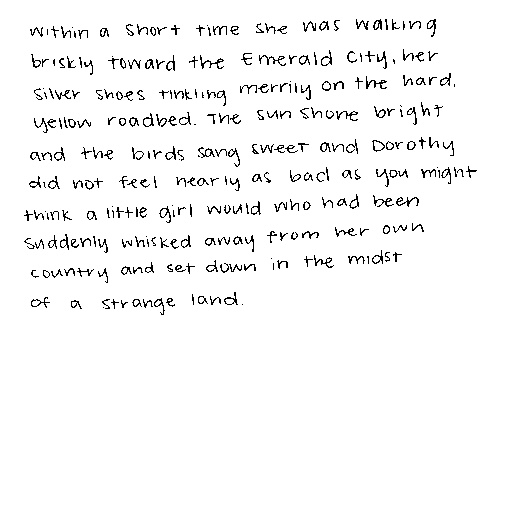 within a short time she was walking
briskly toward the Emerald City, her
silver shoes tinkling merrily on the hard,
yellow roadbed. The sun shone bright
and the birds sang sweet and Dorothy
did not feel nearly as bad as you might
think a little girl would who had been
suddenly whisked away from her own
country and set down in the midst
of a strange land.